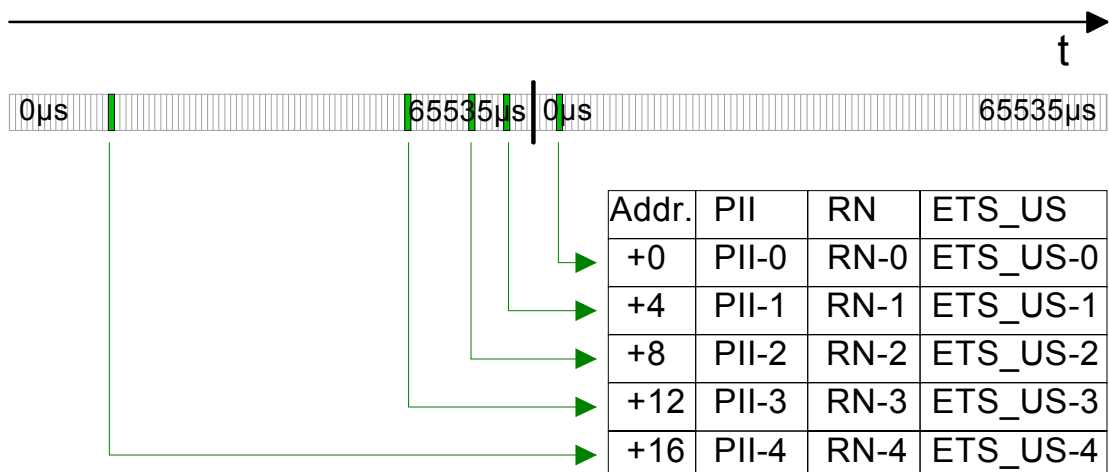 t
0µs 65535µs 0µs 65535µs
Addr. PII RN ETS_US
+0 PII-0 RN-0 ETS_US-0
+4 PII-1 RN-1 ETS_US-1
+8 PII-2 RN-2 ETS_US-2
+12 PII-3 RN-3 ETS_US-3
+16 PII-4 RN-4 ETS_US-4